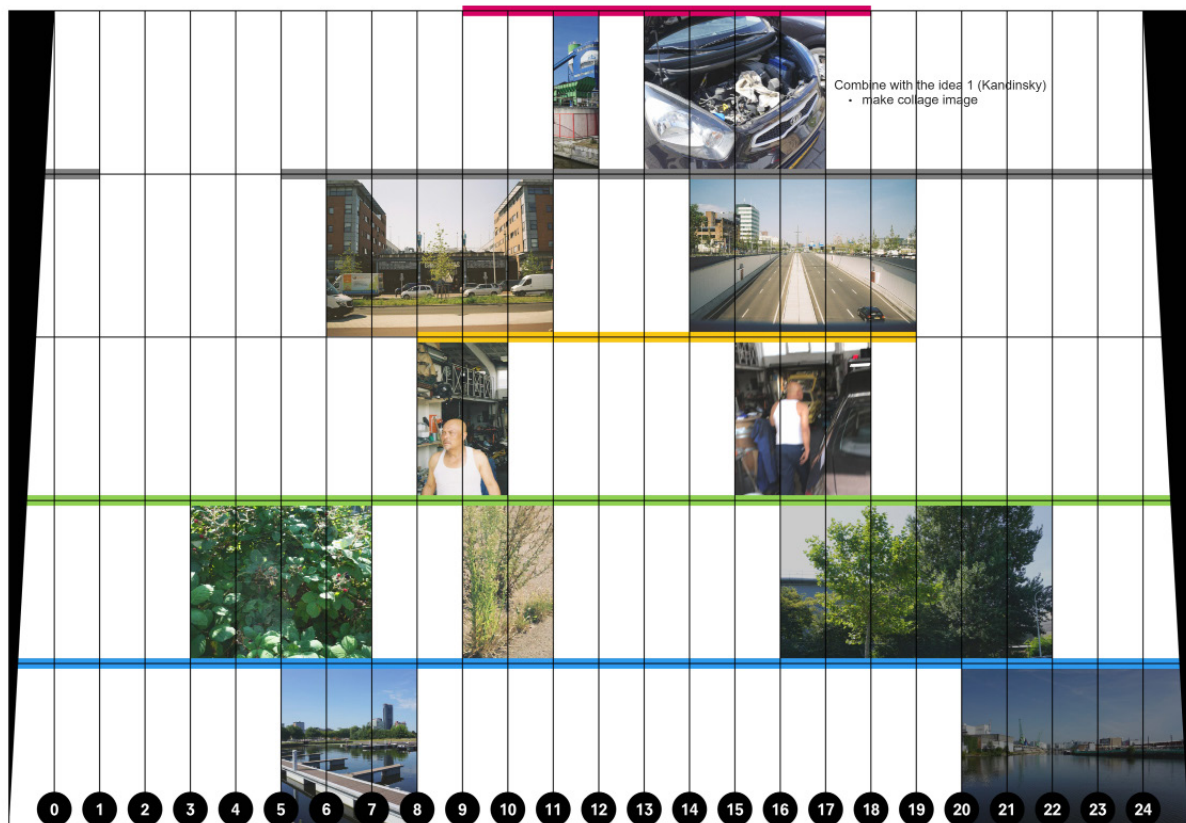 Combine with the idea 1 (Kandinsky)
• make collage image
0 1 2 3 4 5 6 7 8 9 10 11 12 13 14 15 16 17 18 19 20 21 22 23 24